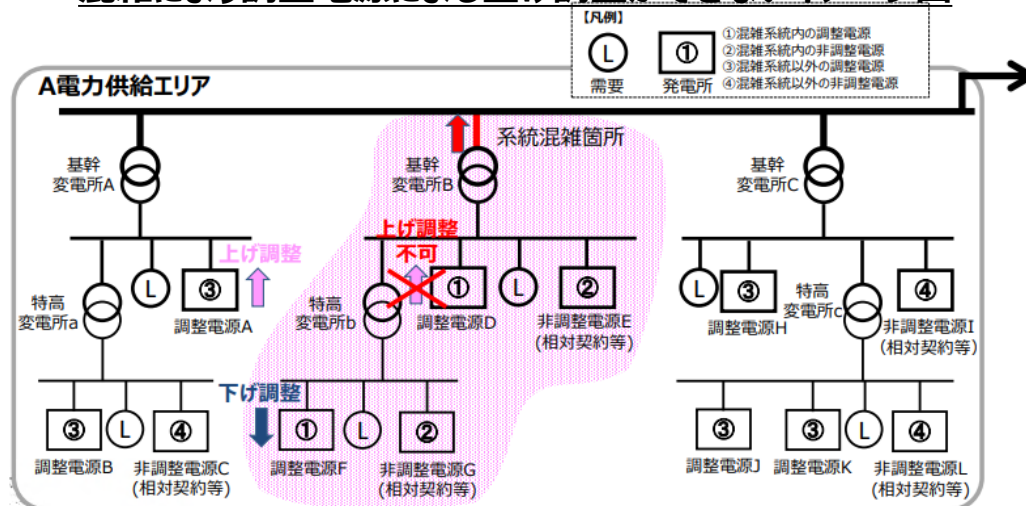 【凡例】
L
需要
①
発電所
①混雑系統内の調整電源
②混雑系統内の非調整電源
③混雑系統以外の調整電源
④混雑系統以外の非調整電源
A電力供給エリア
系統混雑箇所
基幹
変電所A
基幹
変電所B
基幹
変電所C
上げ調整
上げ調整
不可
特高
変電所a
L
③
調整電源A
特高
変電所b
①
調整電源D
L
②
非調整電源E
(相対契約等)
L
③
調整電源H
特高
変電所c
④
非調整電源I
(相対契約等)
下げ調整
③
調整電源B
L
④
非調整電源C
(相対契約等)
①
調整電源F
L
②
非調整電源G
(相対契約等)
③
調整電源J
③
調整電源K
L
④
非調整電源L
(相対契約等)